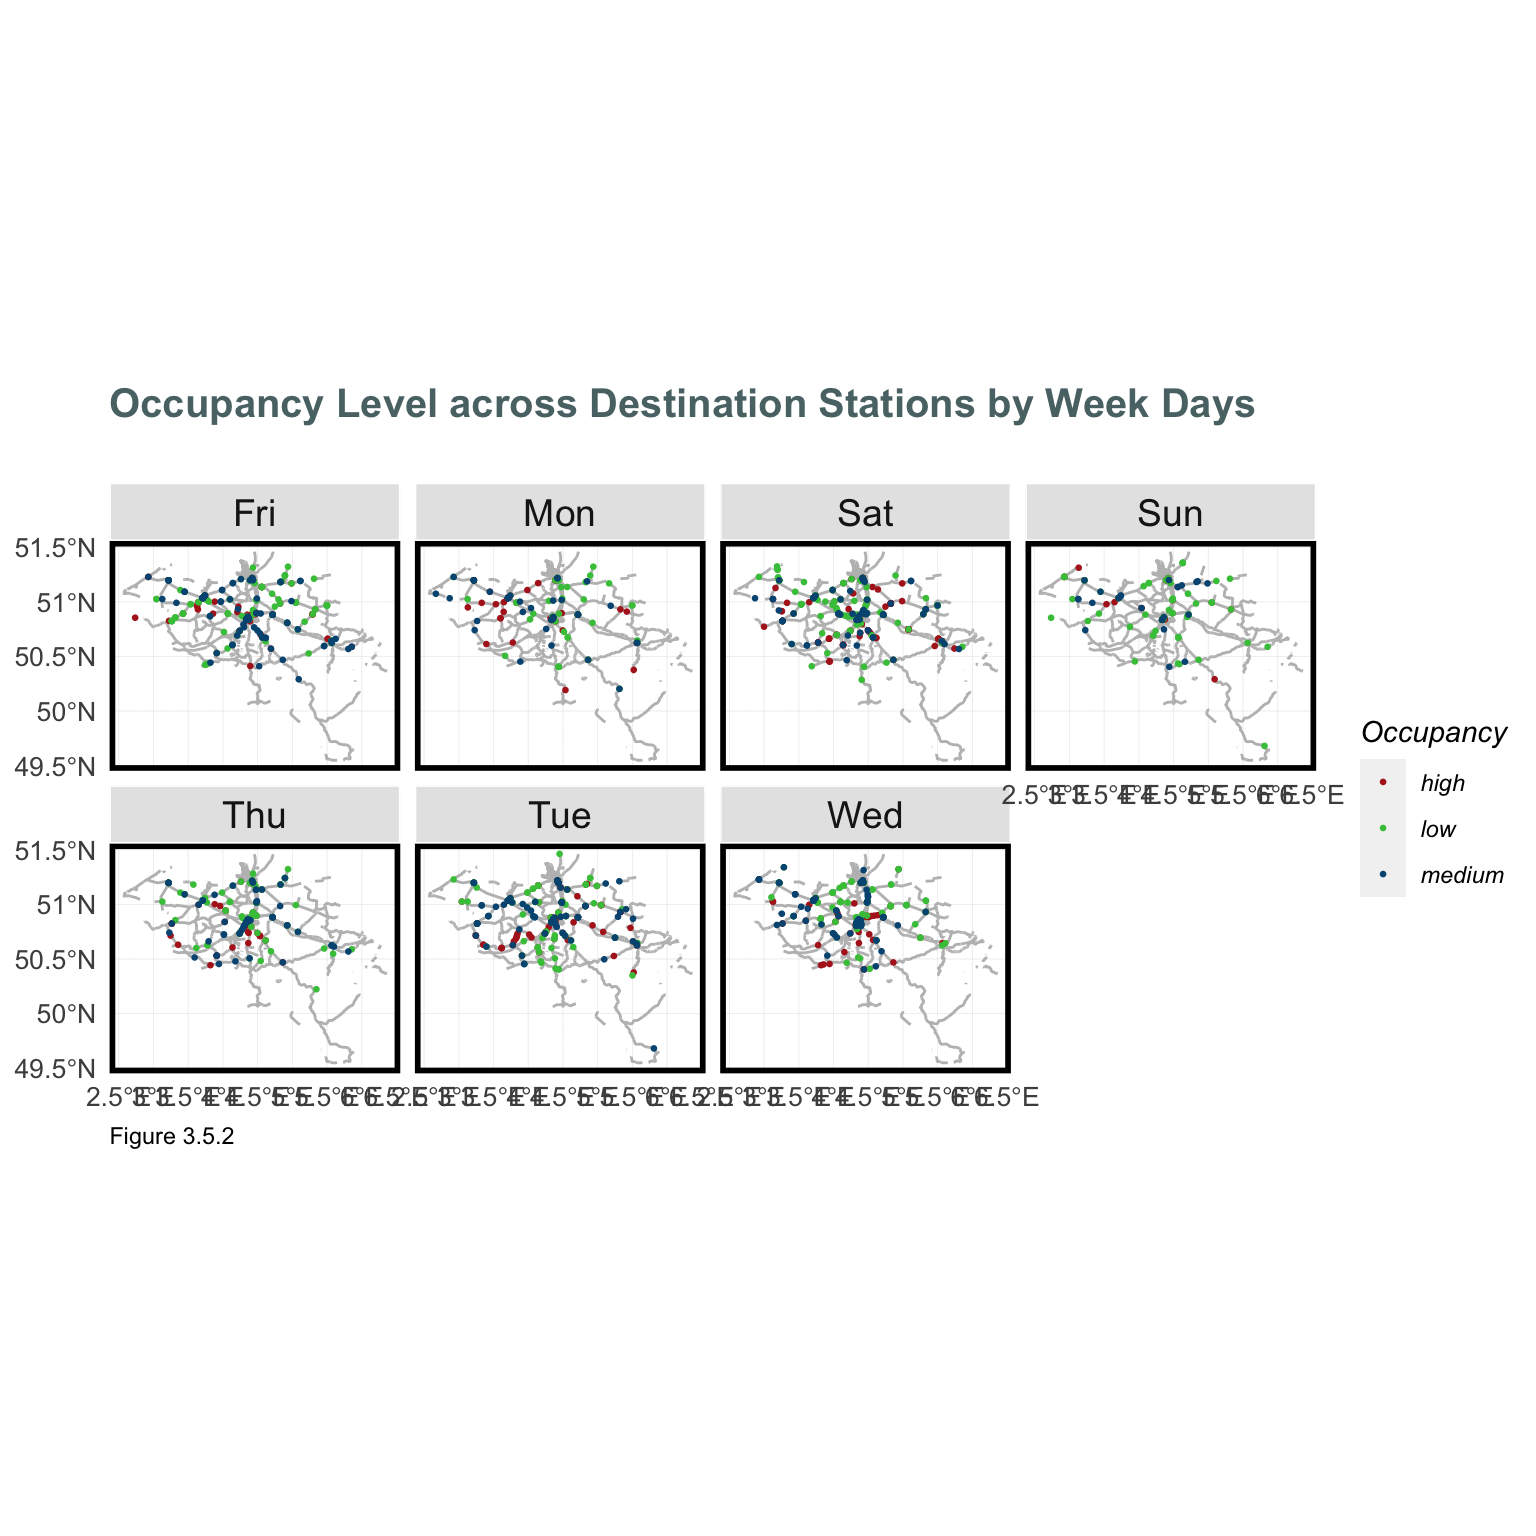 Occupancy Level across Destination Stations by Week Days
Fri Mon Sat Sun
51.5°N
51°N
50.5°N
50°N
49.5°N
Occupancy
high
low
medium
Thu Tue Wed
51.5°N
51°N
50.5°N
50°N
49.5°N
Figure 3.5.2